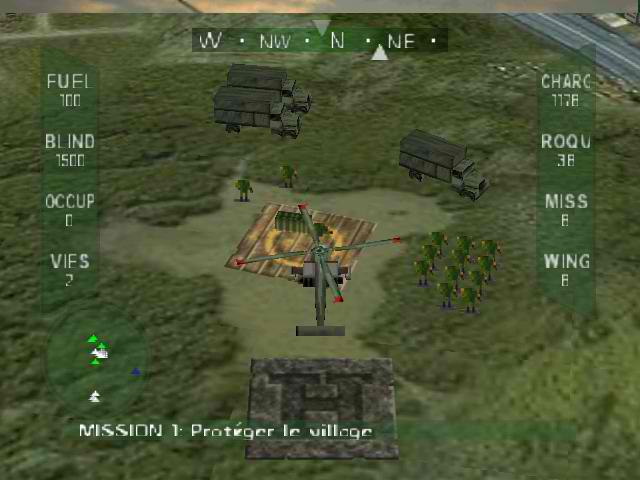 W · NW · N · NE ·
FUEL
100
BLIND
1500
OCCUP
0
VIES
2
CHARG
1178
ROQU
38
MISS
8
WING
8
H
MISSION 1: Protéger le village